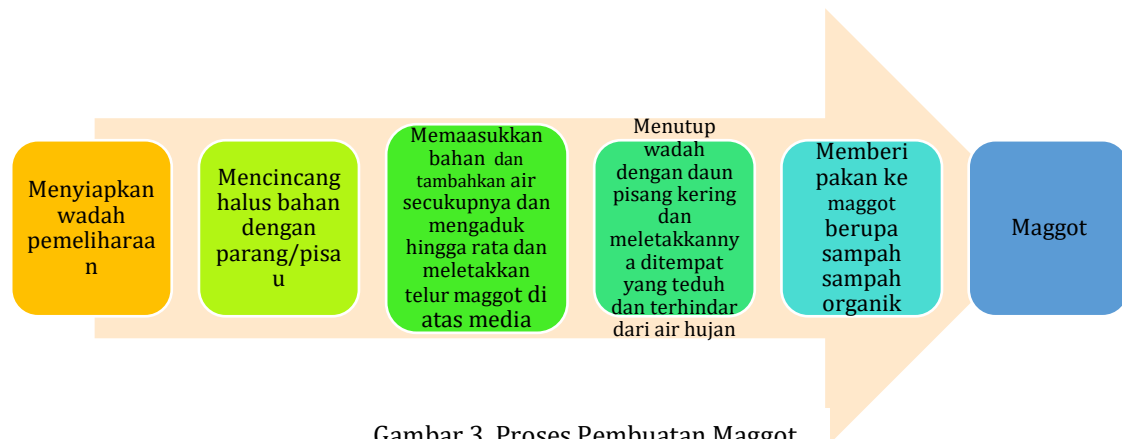 Menyiapkan
wadah
pemeliharaa
n
Mencincang
halus bahan
dengan
parang/pisa
u
Memaasukkan
bahan dan
tambahkan air
secukupnya dan
mengaduk
hingga rata dan
meletakkan
telur maggot di
atas media
Menutup
wadah
dengan daun
pisang kering
dan
meletakkanny
a ditempat
yang teduh
dan terhindar
dari air hujan
Memberi
pakan ke
maggot
berupa
sampah
sampah
organik
Maggot
Gambar 3. Proses Pembuatan Maggot